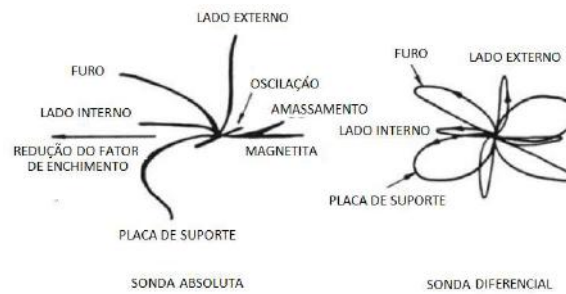 LADO EXTERNO
FURO
OSCILAÇÃO
AMASSAMENTO
LADO INTERNO
REDUÇÃO DO FATOR
DE ENCHIMENTO
MAGNETITA
PLACA DE SUPORTE
SONDA ABSOLUTA
FURO
LADO EXTERNO
LADO INTERNO
PLACA DE SUPORTE
SONDA DIFERENCIAL